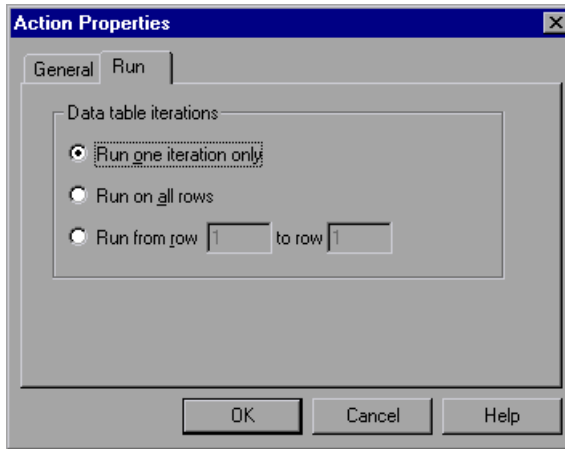 Action Properties
General Run
Data table iterations
Run one iteration only
Run on all rows
Run from row 1 to row 1
OK Cancel Help